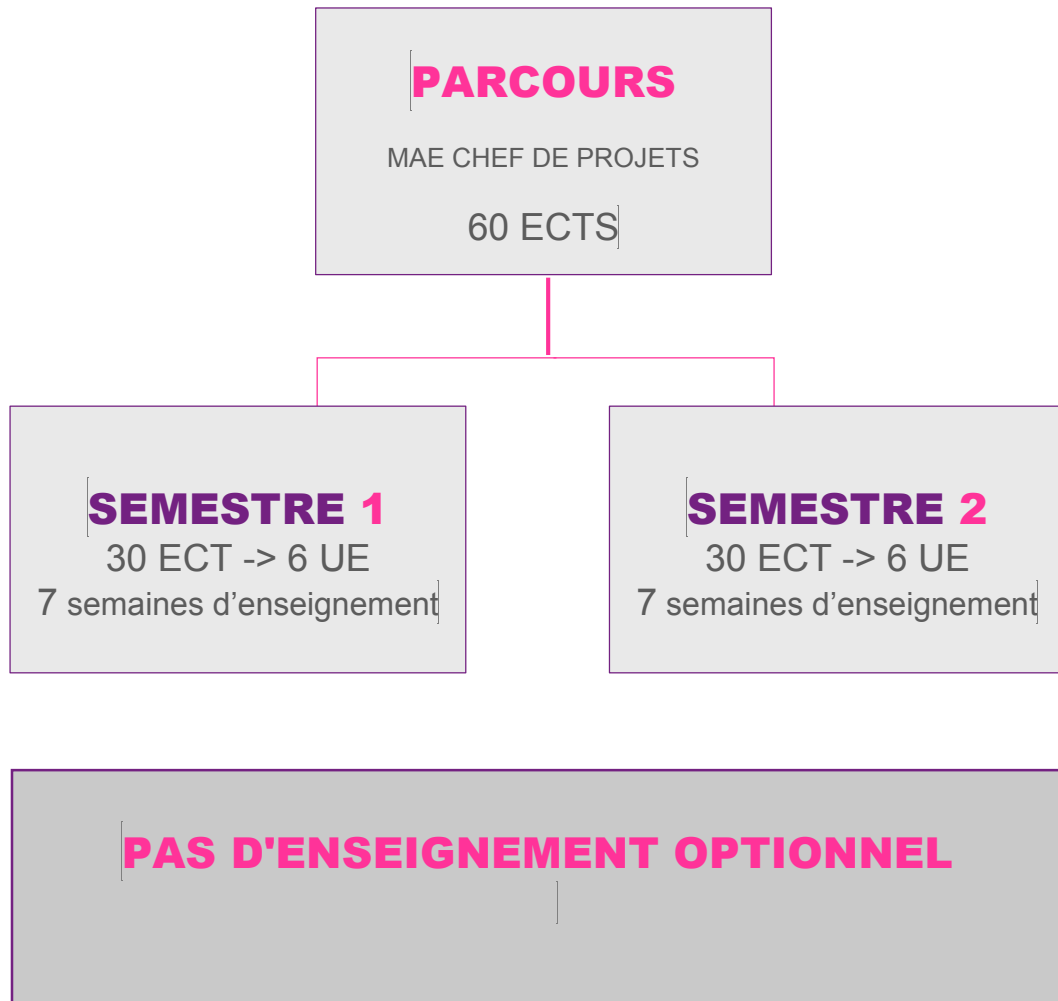 PARCOURS
MAE CHEF DE PROJETS
60 ECTS
SEMESTRE 1
30 ECT -> 6 UE
7 semaines d’enseignement
SEMESTRE 2
30 ECT -> 6 UE
7 semaines d’enseignement
PAS D'ENSEIGNEMENT OPTIONNEL